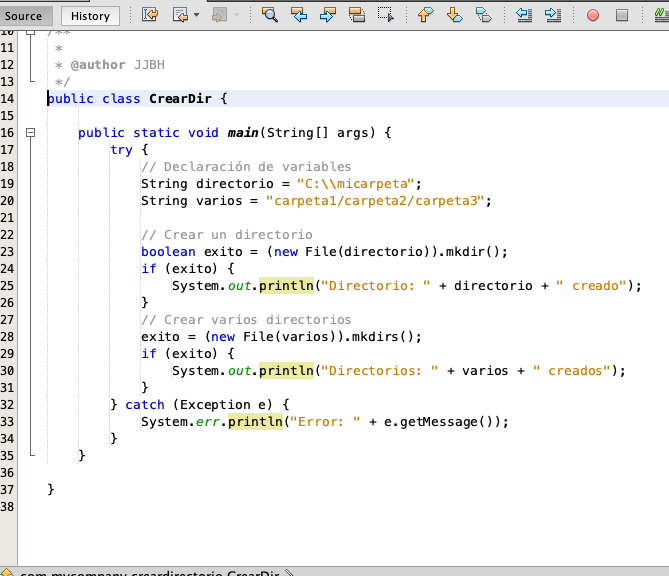 Source History
10 /**
11 *
12 * @author JJBH
13 */
14 public class CrearDir {
15
16 public static void main(String[] args) {
17 try {
18 // Declaración de variables
19 String directorio = "C:\\micarpeta";
20 String varios = "carpeta1/carpeta2/carpeta3";
21
22 // Crear un directorio
23 boolean exito = (new File(directorio)).mkdir();
24 if (exito) {
25 System.out.println("Directorio: " + directorio + " creado");
26 }
27 // Crear varios directorios
28 exito = (new File(varios)).mkdirs();
29 if (exito) {
30 System.out.println("Directorios: " + varios + " creados");
31 }
32 } catch (Exception e) {
33 System.err.println("Error: " + e.getMessage());
34 }
35 }
36
37 }
38
com.mycompany.creardirectorio.CrearDir